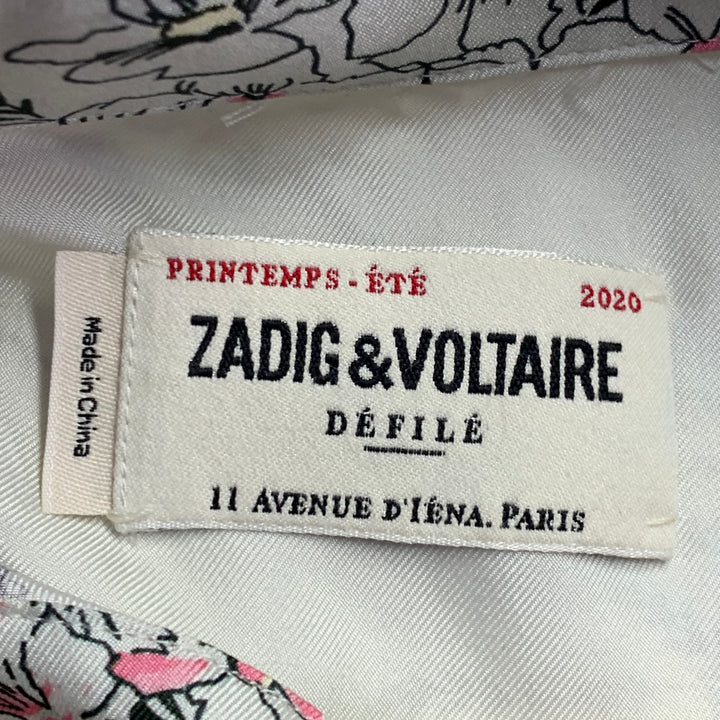 PRINTEMPS - ÉTÉ 2020
ZADIG & VOLTAIRE
DÉFILÉ
11 AVENUE D'IÉNA. PARIS
Made in China